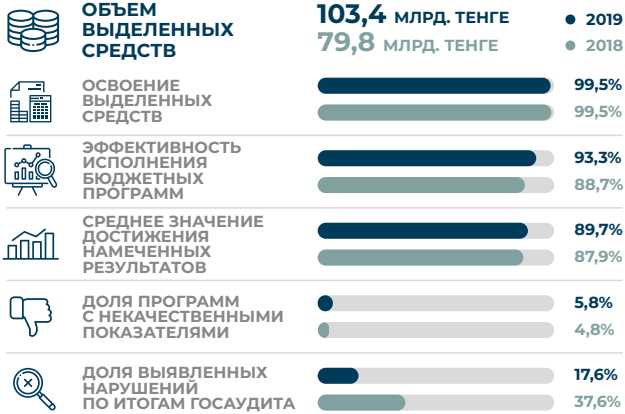 ОБЪЕМ
ВЫДЕЛЕННЫХ
СРЕДСТВ
103,4 МЛРД. ТЕНГЕ
79,8 МЛРД. ТЕНГЕ
2019
2018
ОСВОЕНИЕ
ВЫДЕЛЕННЫХ
СРЕДСТВ
99,5%
99,5%
ЭФФЕКТИВНОСТЬ
ИСПОЛНЕНИЯ
БЮДЖЕТНЫХ
ПРОГРАММ
93,3%
88,7%
СРЕДНЕЕ ЗНАЧЕНИЕ
ДОСТИЖЕНИЯ
НАМЕЧЕННЫХ
РЕЗУЛЬТАТОВ
89,7%
87,9%
ДОЛЯ ПРОГРАММ
С НЕКАЧЕСТВЕННЫМИ
ПОКАЗАТЕЛЯМИ
5,8%
4,8%
ДОЛЯ ВЫЯВЛЕННЫХ
НАРУШЕНИЙ
ПО ИТОГАМ ГОСАУДИТА
17,6%
37,6%